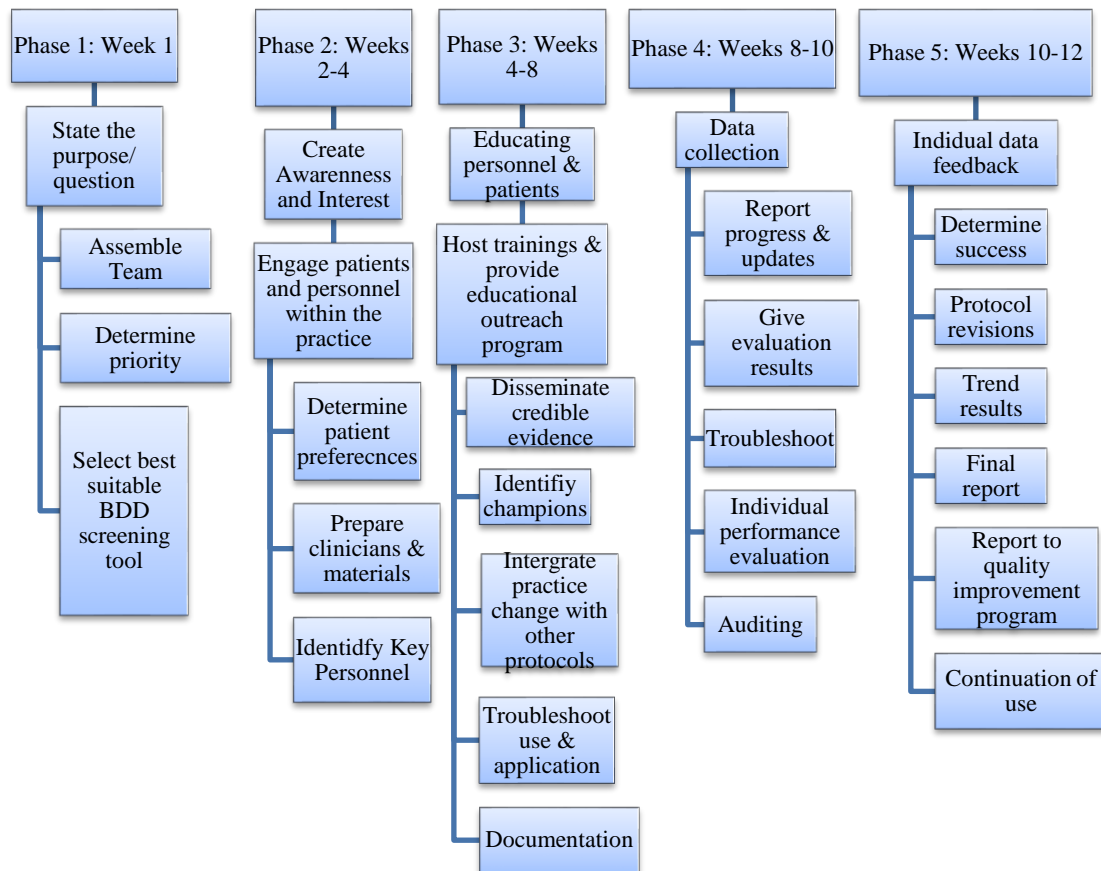 Phase 1: Week 1
State the
purpose/
question
Assemble
Team
Determine
priority
Select best
suitable
BDD
screening
tool
Phase 2: Weeks
2-4
Create
Awareness
and Interest
Engage patients
and personnel
within the
practice
Determine
patient
preferecnces
Prepare
clinicians &
materials
Identidfy Key
Personnel
Phase 3: Weeks
4-8
Educating
personnel &
patients
Host trainings &
provide
educational
outreach
program
Disseminate
credible
evidence
Identifiy
champions
Intergrate
practice
change with
other
protocols
Troubleshoot
use &
application
Documentation
Phase 4: Weeks 8-10
Data
collection
Report
progress &
updates
Give
evaluation
results
Troubleshoot
Individual
performance
evaluation
Auditing
Phase 5: Weeks 10-12
Indidual data
feedback
Determine
success
Protocol
revisions
Trend
results
Final
report
Report to
quality
improvement
program
Continuation of
use